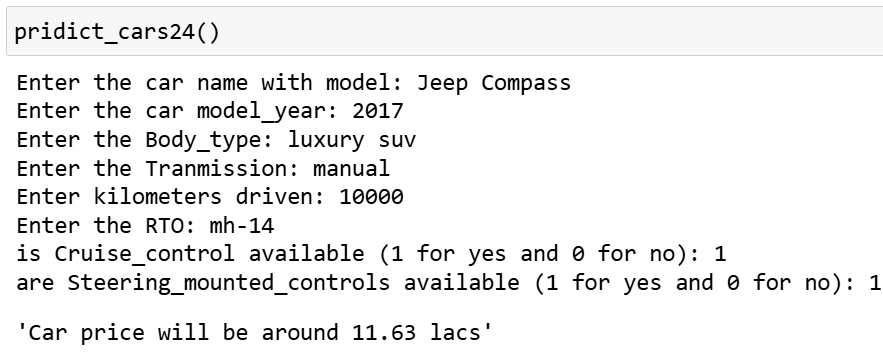 pridict_cars24()
Enter the car name with model: Jeep Compass
Enter the car model_year: 2017
Enter the Body_type: luxury suv
Enter the Tranmission: manual
Enter kilometers driven: 10000
Enter the RTO: mh-14
is Cruise_control available (1 for yes and 0 for no): 1
are Steering_mounted_controls available (1 for yes and 0 for no): 1
'Car price will be around 11.63 lacs'